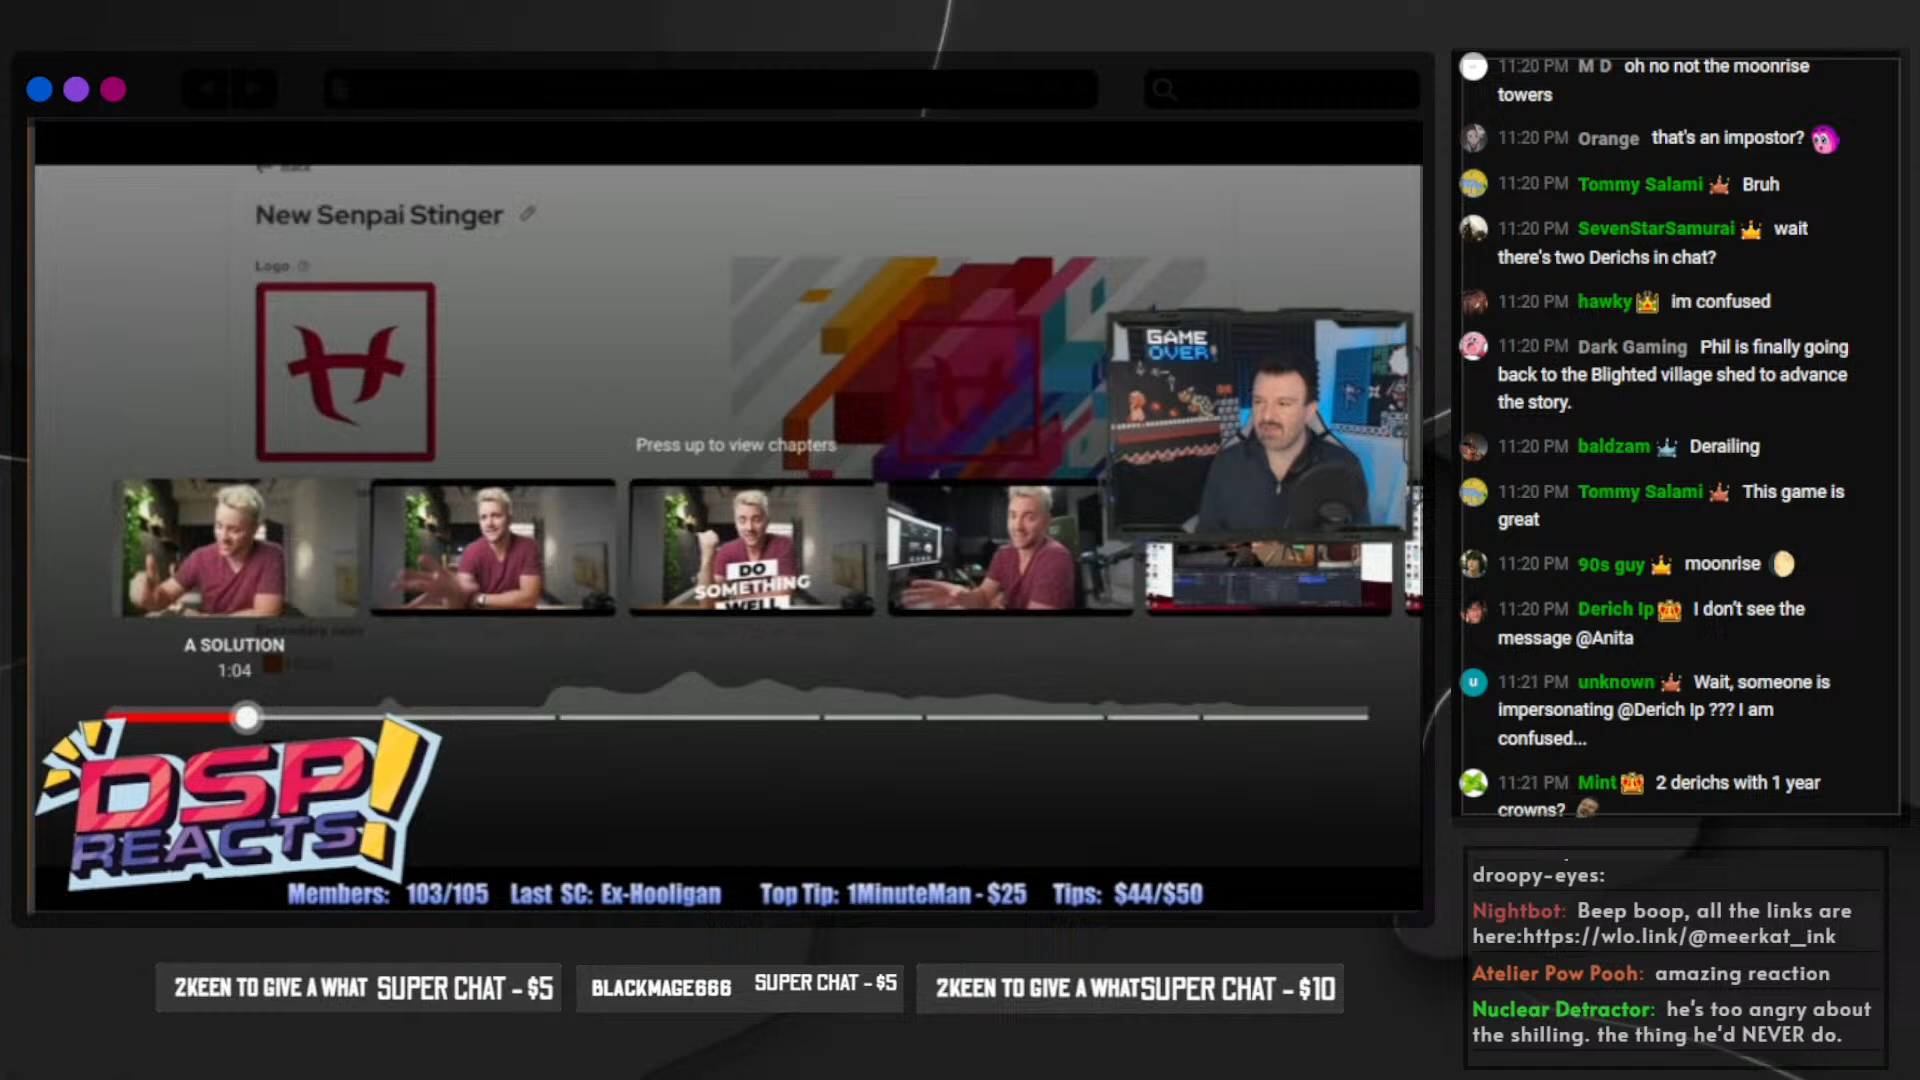 Back
New Senpai Stinger
Logo
Press up to view chapters
GAME
OVER
DO
SOMETHING
WELL
A SOLUTION
1:04
DSP
REACTS!
Members: 103/105 Last SC: Ex-Hooligan Top Tip: 1MinuteMan - $25 Tips: $44/$50
2KEEN TO GIVE A WHAT SUPER CHAT - $5
BLACKMAGE666 SUPER CHAT - $5
2KEEN TO GIVE A WHAT SUPER CHAT - $10
11:20 PM M D oh no not the moonrise
towers
11:20 PM Orange that's an impostor?
11:20 PM Tommy Salami Bruh
11:20 PM SevenStarSamurai wait
there's two Derichs in chat?
11:20 PM hawky im confused
11:20 PM Dark Gaming Phil is finally going
back to the Blighted village shed to advance
the story.
11:20 PM baldzam Derailing
11:20 PM Tommy Salami This game is
great
11:20 PM 90s guy moonrise
11:20 PM Derich Ip I don't see the
message @Anita
u 11:21 PM unknown Wait, someone is
impersonating @Derich Ip ??? I am
confused...
11:21 PM Mint 2 derichs with 1 year
crowns?
droopy-eyes:
Nightbot: Beep boop, all the links are
here:https://wlo.link/@meerkat_ink
Atelier Pow Pooh: amazing reaction
Nuclear Detractor: he's too angry about
the shilling. the thing he'd NEVER do.